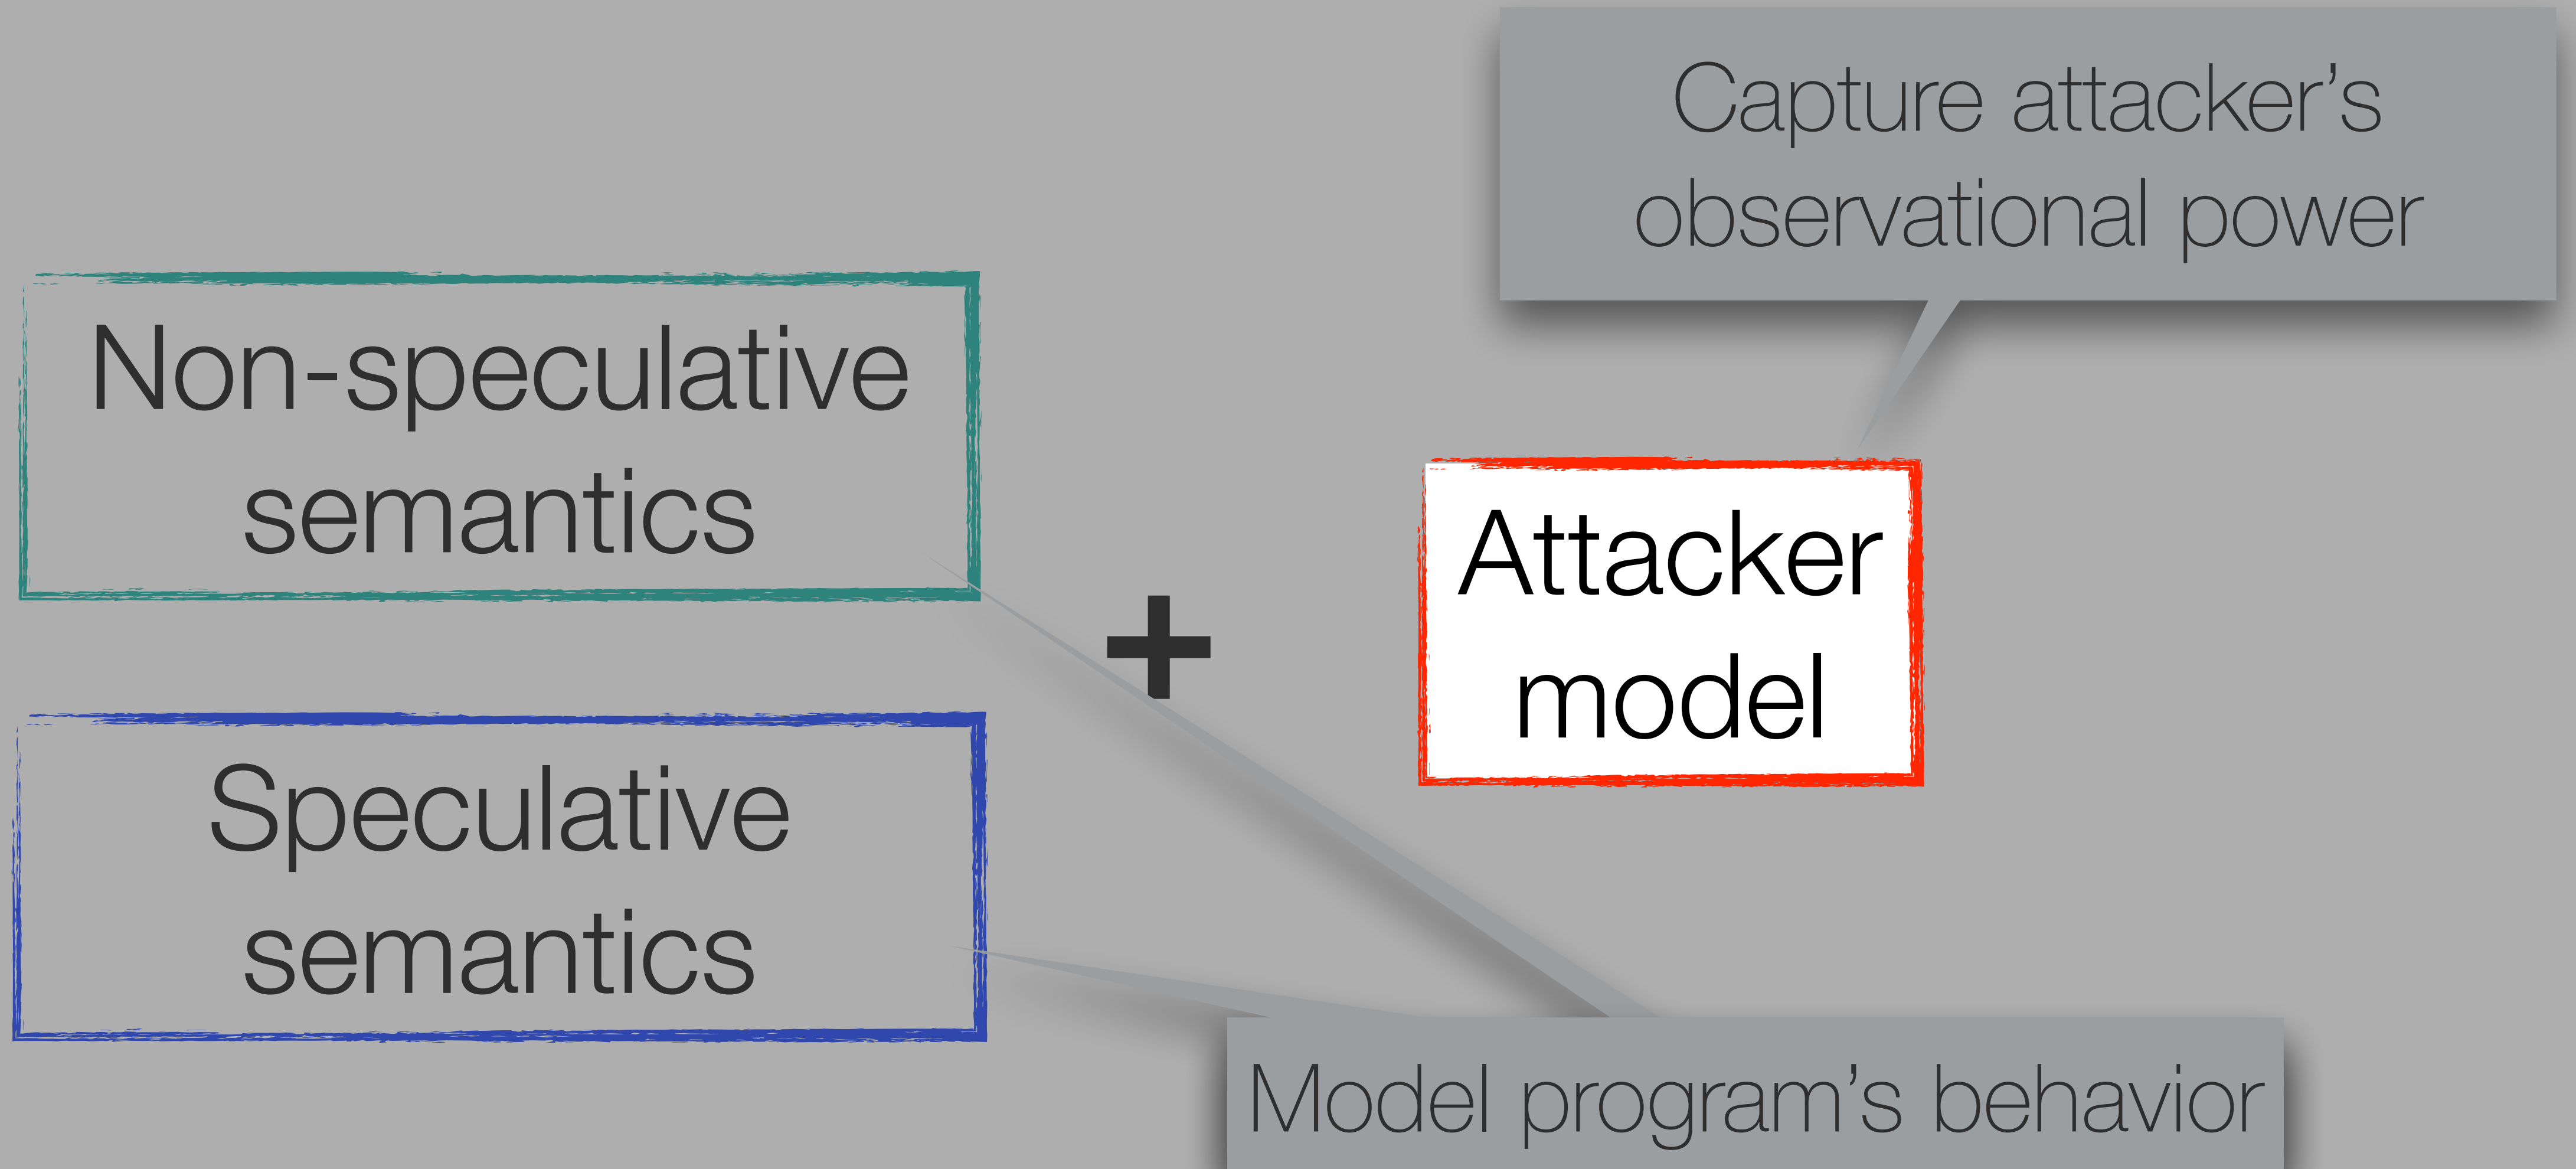 Capture attacker’s
observational power
Non-speculative
semantics
+
Attacker
model
Speculative
semantics
Model program’s behavior